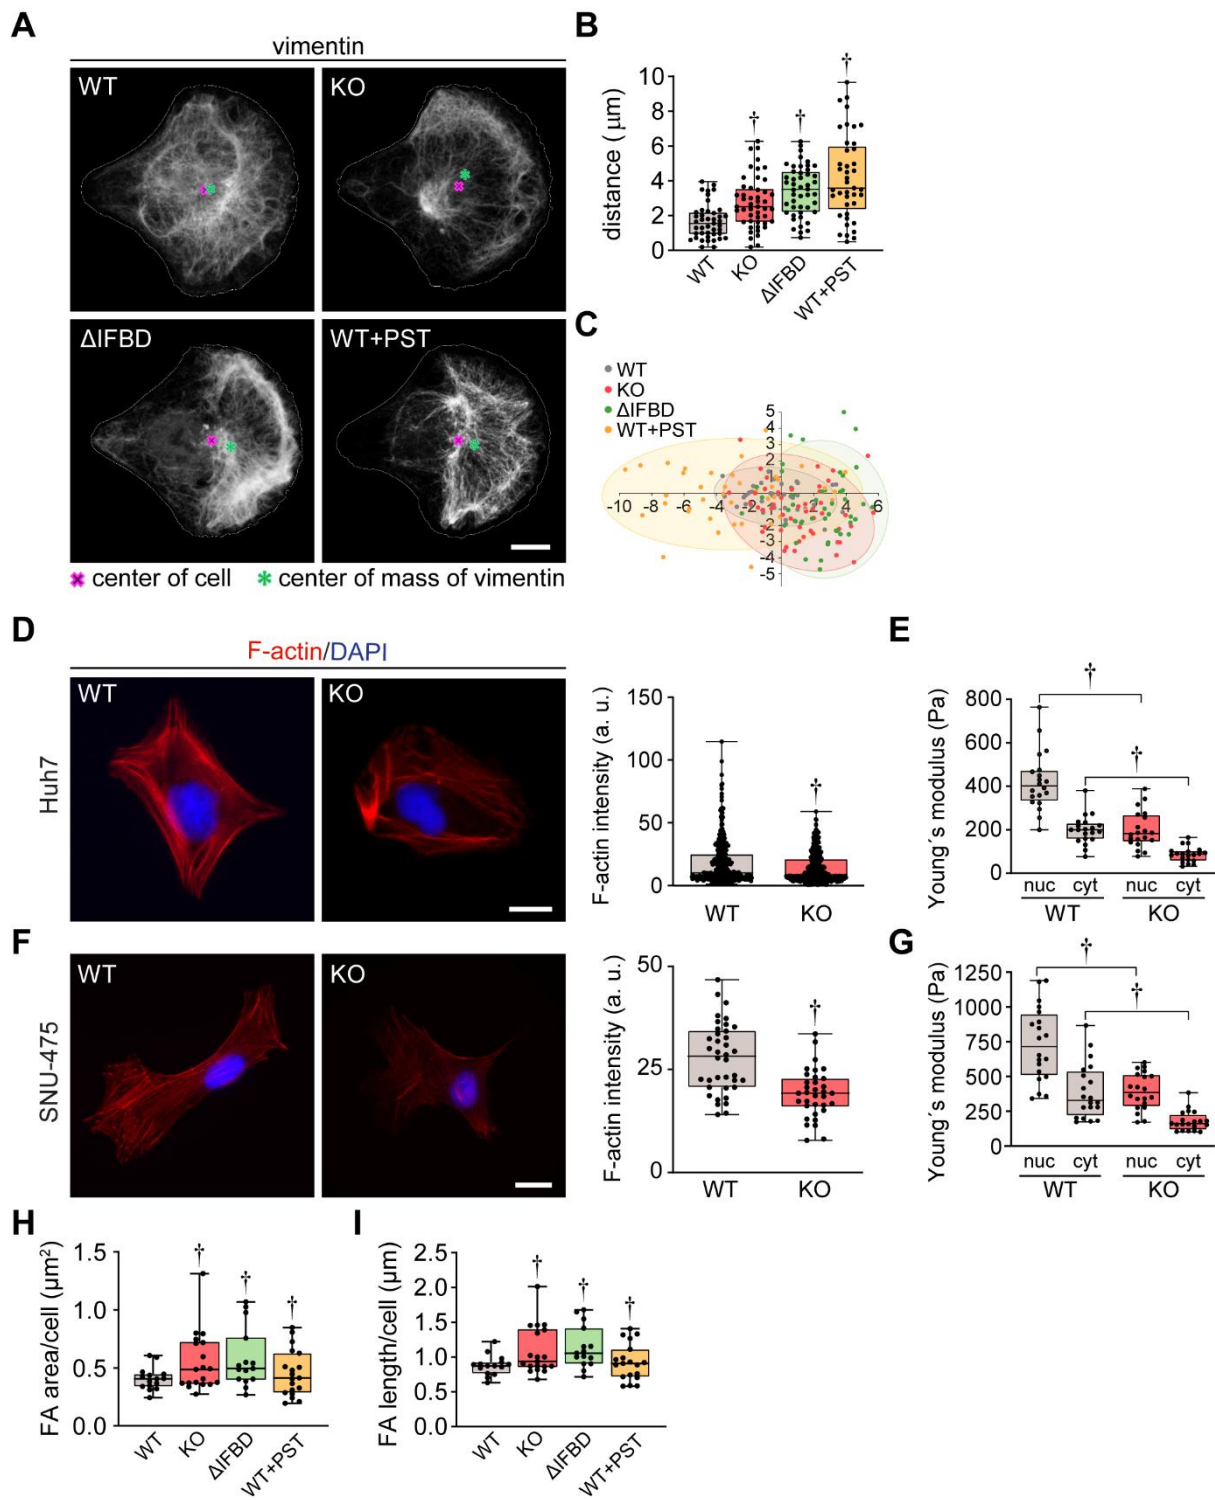 A
vimentin
WT
KO
ΔIFBD
WT+PST
✖ center of cell ✱ center of mass of vimentin
B
distance ( μm)
10
8
6
4
2
0
WT
KO
ΔIFBD
WT+PST
† † †
C
WT
KO
ΔIFBD
WT+PST
5
4
3
2
1
-10 -8 -6 -4 -2 2 4 6
-1
-2
-3
-4
-5
D
F-actin/DAPI
Huh7
WT
KO
F-actin intensity (a. u.)
150
100
50
0
†
WT KO
E
Young´s modulus (Pa)
800
600
400
200
0
†
†
nuc cyt nuc cyt
WT KO
F
SNU-475
WT
KO
F-actin intensity (a. u.)
50
25
0
†
WT KO
G
Young´s modulus (Pa)
1250
1000
750
500
250
0
†
†
nuc cyt nuc cyt
WT KO
H
FA area/cell (μm²)
1.5
1.0
0.5
0.0
† † †
WT
KO
ΔIFBD
WT+PST
I
FA length/cell (μm)
2.5
2.0
1.5
1.0
0.5
0.0
† † †
WT
KO
ΔIFBD
WT+PST